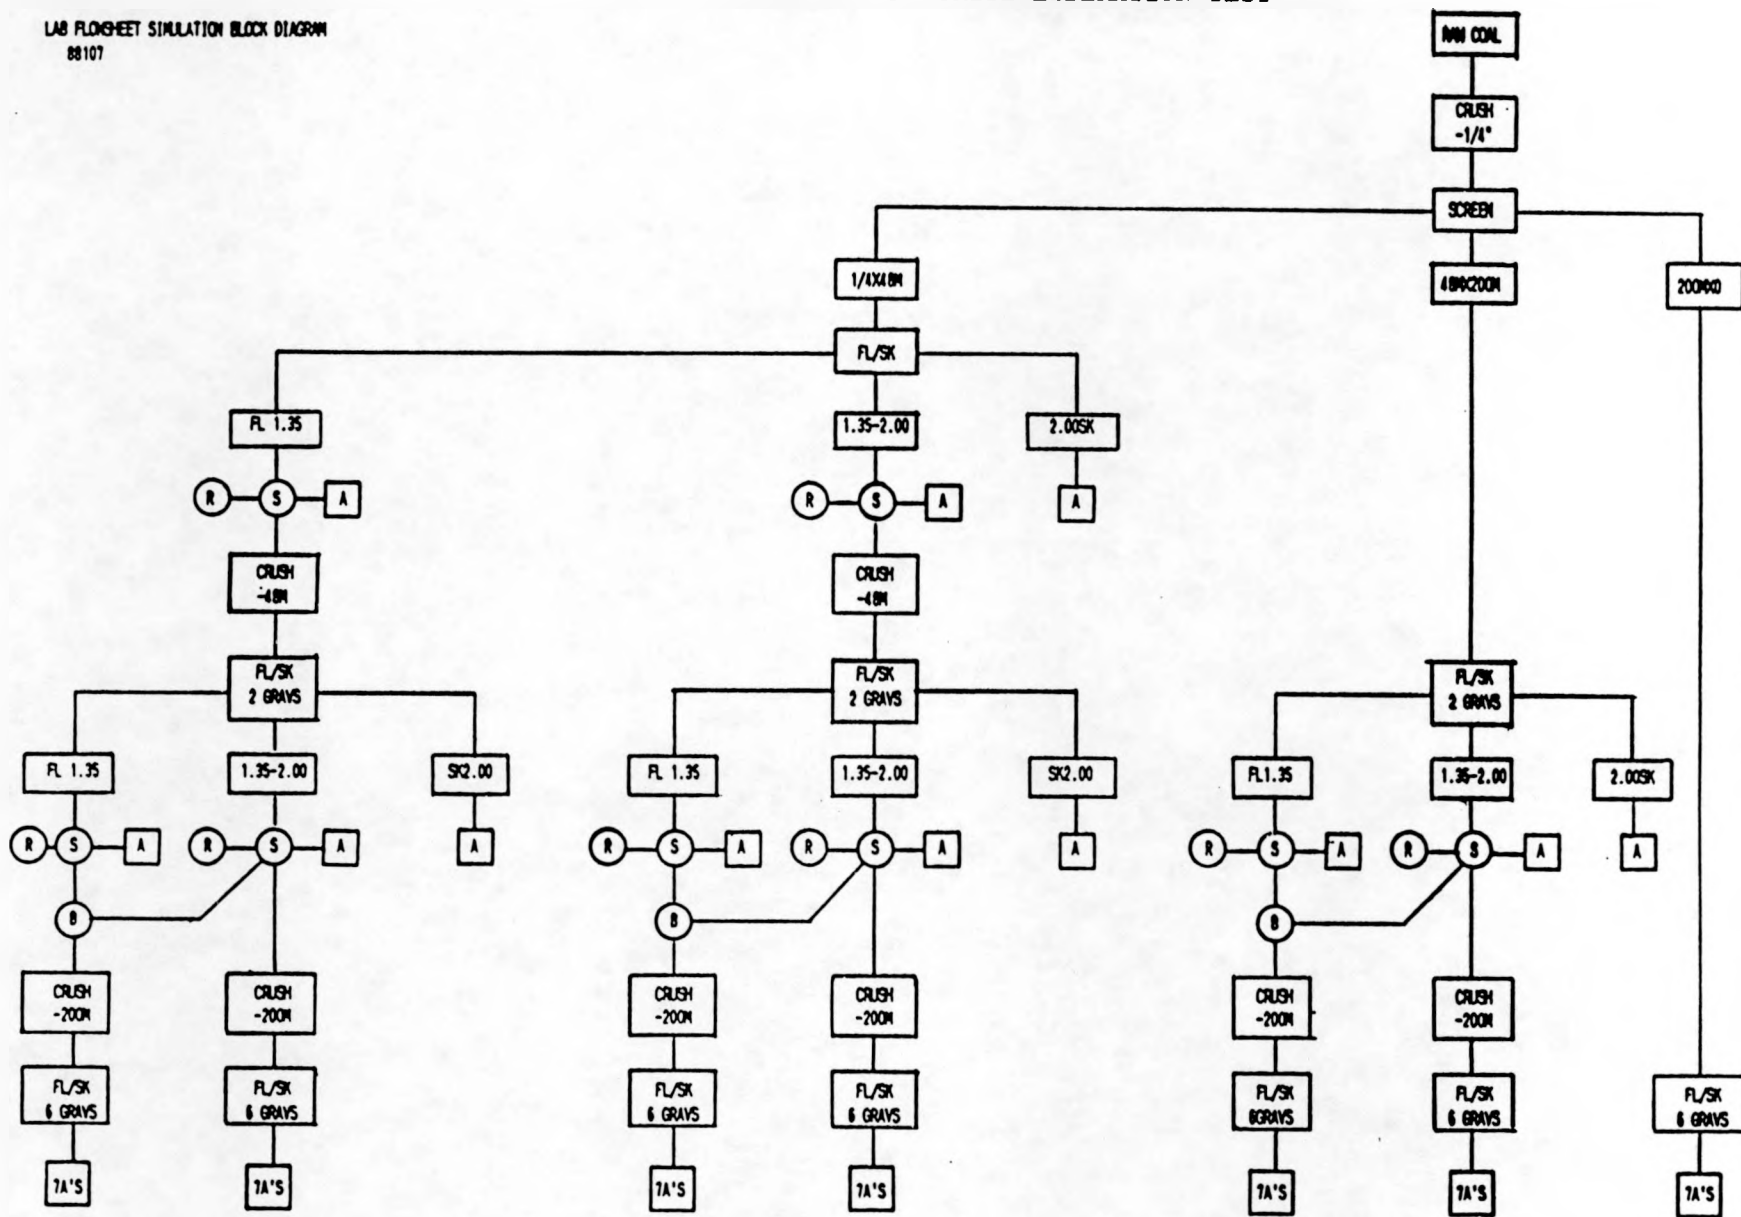 LAB FLOWSHEET SIMULATION BLOCK DIAGRAM
88107
RAW COAL
CRUSH
-1/4"
SCREEN
1/4X48M
48MX200M
200MX0
FL/SK
FL 1.35
1.35-2.00
2.00SK
R
S
A
R
S
A
A
CRUSH
-48M
CRUSH
-48M
FL/SK
2 GRAVS
FL/SK
2 GRAVS
FL/SK
2 GRAVS
FL 1.35
1.35-2.00
SK2.00
FL 1.35
1.35-2.00
SK2.00
FL1.35
1.35-2.00
2.00SK
R
S
A
R
S
A
A
R
S
A
R
S
A
A
R
S
A
R
S
A
A
B
B
B
CRUSH
-200M
CRUSH
-200M
CRUSH
-200M
CRUSH
-200M
CRUSH
-200M
CRUSH
-200M
FL/SK
6 GRAVS
FL/SK
6 GRAVS
FL/SK
6 GRAVS
FL/SK
6 GRAVS
FL/SK
6GRAVS
FL/SK
6 GRAVS
FL/SK
6 GRAVS
7A'S
7A'S
7A'S
7A'S
7A'S
7A'S
7A'S